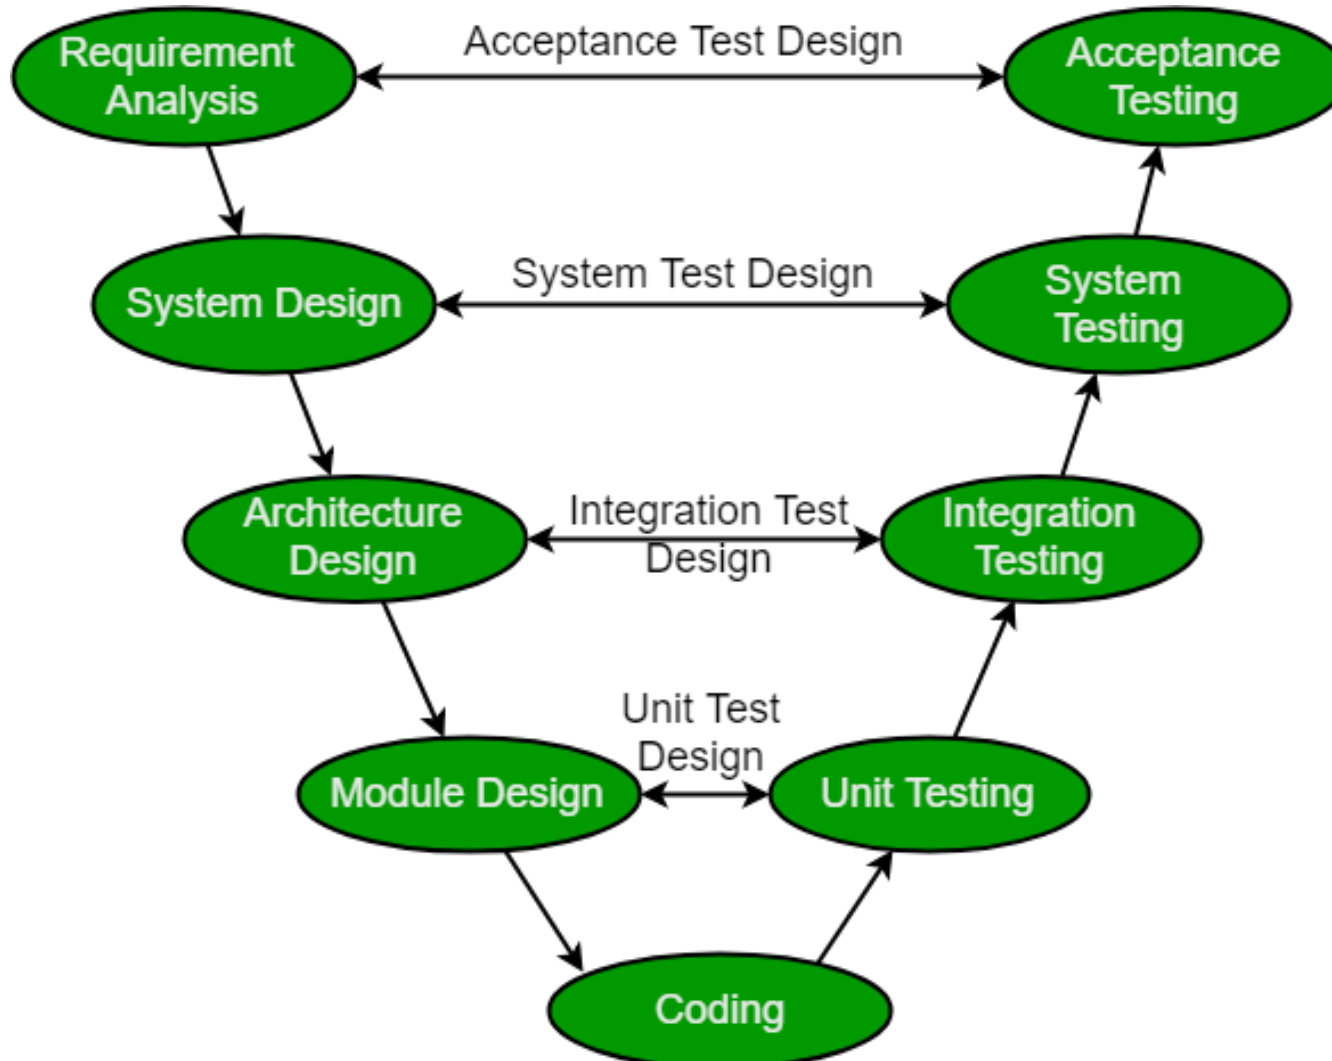 Requirement
Analysis
Acceptance Test Design
Acceptance
Testing
System Design
System Test Design
System
Testing
Architecture
Design
Integration Test
Design
Integration
Testing
Module Design
Unit Test
Design
Unit Testing
Coding